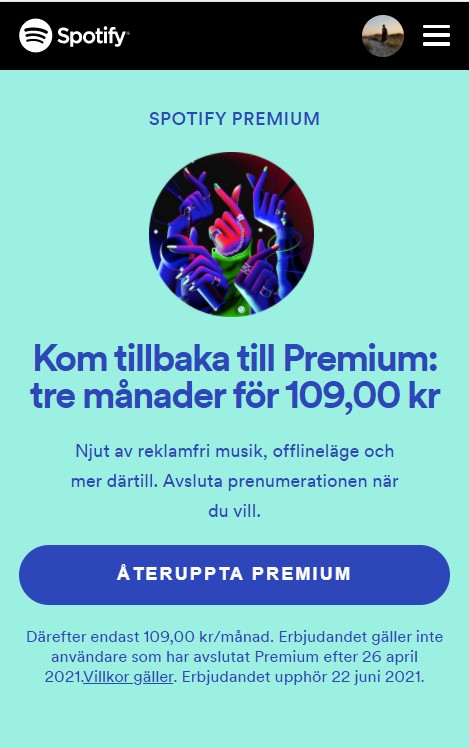 Spotify
SPOTIFY PREMIUM
Kom tillbaka till Premium:
tre månader för 109,00 kr
Njut av reklamfri musik, offlineläge och
mer därtill. Avsluta prenumerationen när
du vill.
ÅTERUPPTA PREMIUM
Därefter endast 109,00 kr/månad. Erbjudandet gäller inte
användare som har avslutat Premium efter 26 april
2021.Villkor gäller. Erbjudandet upphör 22 juni 2021.